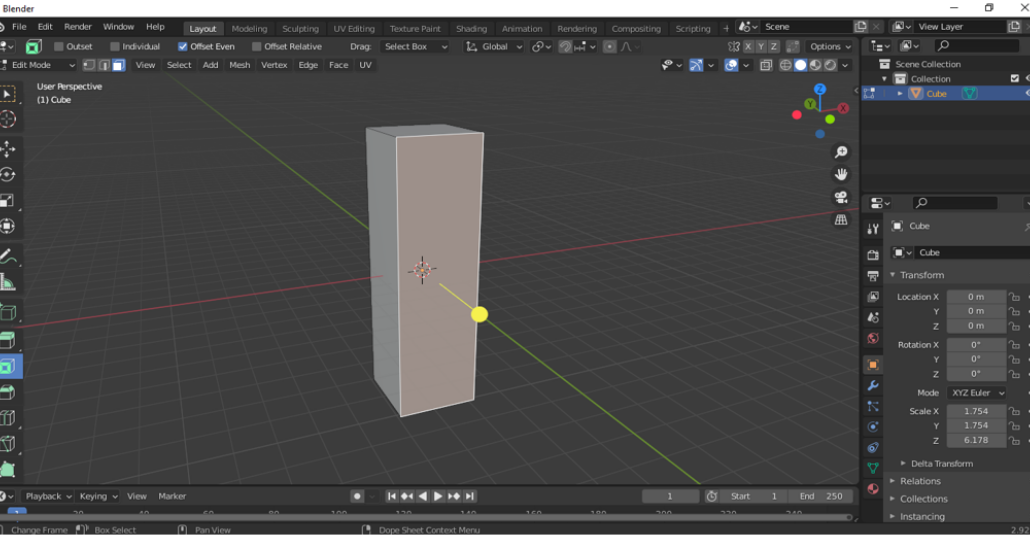 Blender
File Edit Render Window Help Layout Modeling Sculpting UV Editing Texture Paint Shading Animation Rendering Compositing Scripting + Scene View Layer
Outset Individual Offset Even Offset Relative Drag: Select Box Global X Y Z Options
Edit Mode View Select Add Mesh Vertex Edge Face UV
User Perspective
(1) Cube
Z
Y
X
Scene Collection
Collection
Cube
Cube
Cube
Transform
Location X 0 m
Y 0 m
Z 0 m
Rotation X 0°
Y 0°
Z 0°
Mode XYZ Euler
Scale X 1.754
Y 1.754
Z 6.178
Delta Transform
Relations
Collections
Instancing
Playback Keying View Marker 1 Start 1 End 250
1 20 40 60 80 100 120 140 160 180 200 220 240
Change Frame Box Select Pan View Dope Sheet Context Menu 2.92